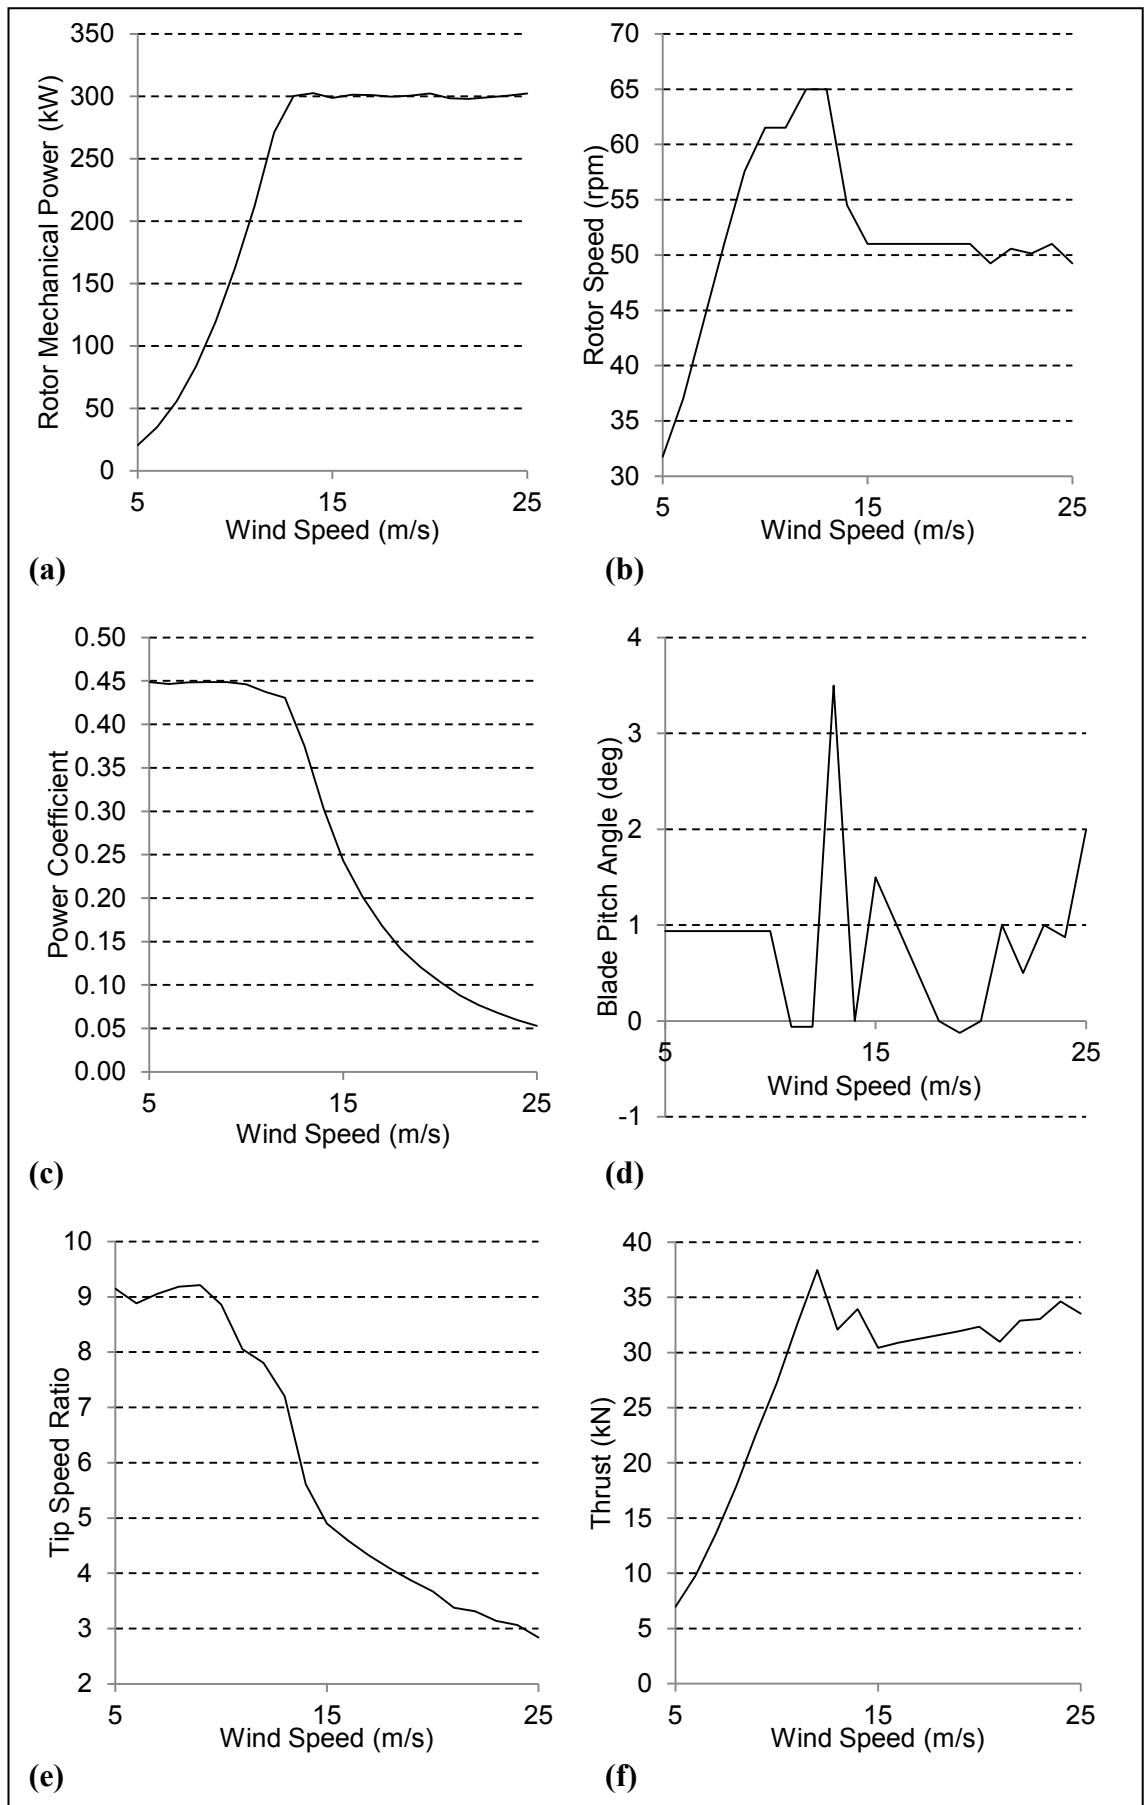 350
300
250
200
150
100
50
0
Rotor Mechanical Power (kW)
5 15 25
Wind Speed (m/s)
(a)
70
65
60
55
50
45
40
35
30
Rotor Speed (rpm)
5 15 25
Wind Speed (m/s)
(b)
0.50
0.45
0.40
0.35
0.30
0.25
0.20
0.15
0.10
0.05
0.00
Power Coefficient
5 15 25
Wind Speed (m/s)
(c)
4
3
2
1
0
-1
Blade Pitch Angle (deg)
5 15 25
Wind Speed (m/s)
(d)
10
9
8
7
6
5
4
3
2
Tip Speed Ratio
5 15 25
Wind Speed (m/s)
(e)
40
35
30
25
20
15
10
5
0
Thrust (kN)
5 15 25
Wind Speed (m/s)
(f)